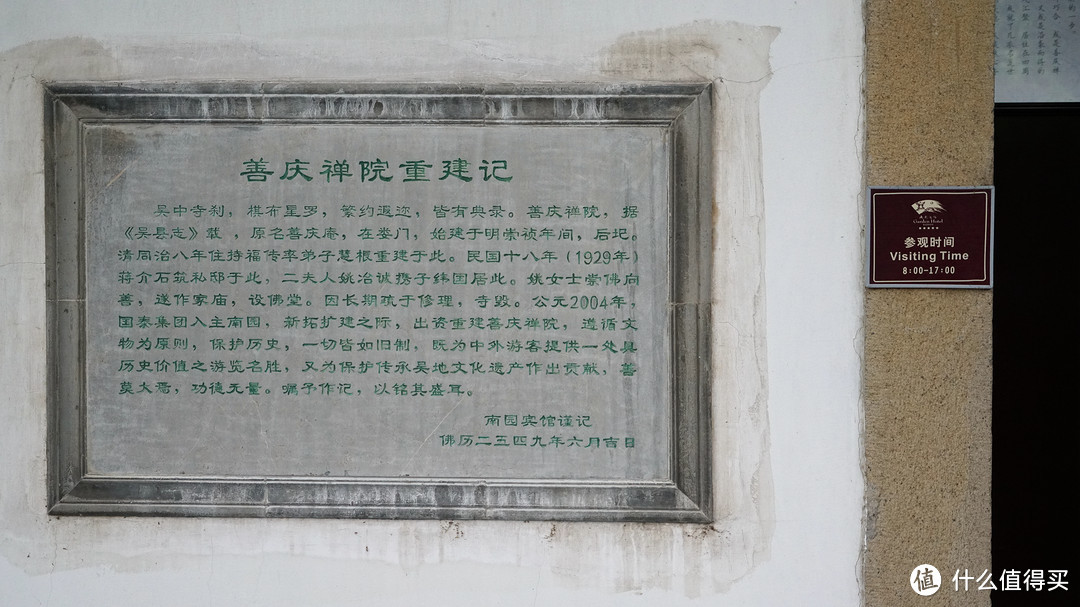 善庆禅院重建记
吴中寺刹，棋布星罗，繁约遐迩，皆有典录。善庆禅院，据
《吴县志》载 ，原名善庆庵，在娄门，始建于明崇祯年间，后圮。
清同治八年住持福传率弟子慧根重建于此。民国十八年（1929年）
蒋介石筑私邸于此，二夫人姚冶诚携子纬国居此。姚女士崇佛向
善，遂作家庙，设佛堂。因长期疏于修理，寺毁。公元2004年，
国泰集团入主南园，新拓扩建之际，出资重建善庆禅院，遵循文
物为原则，保护历史，一切皆如旧制，既为中外游客提供一处具
历史价值之游览名胜，又为保护传承吴地文化遗产作出贡献，善
莫大焉，功德无量。嘱予作记，以铭其盛耳。
南园宾馆谨记
佛历二五四九年六月吉日
Garden Hotel
参观时间
Visiting Time
8:00-17:00
值 什么值得买